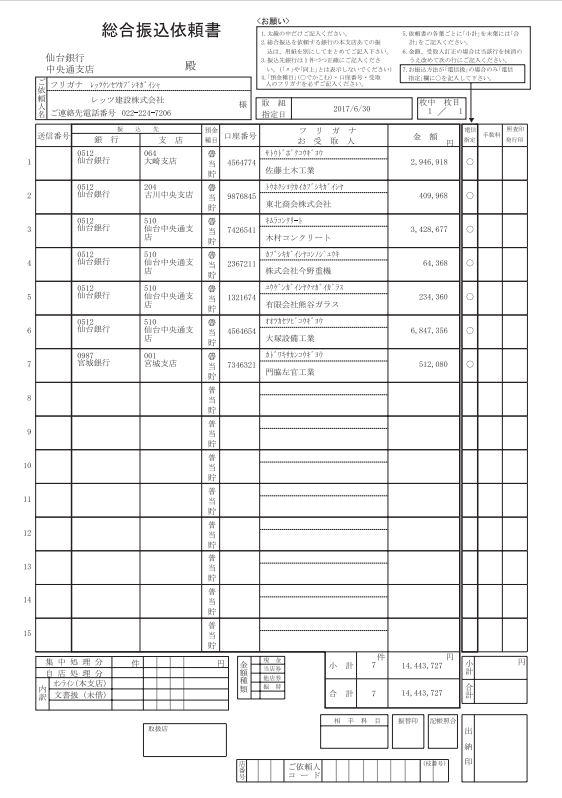 総合振込依頼書
<お願い>
1.太線の中だけご記入ください。
2.総合振込を依頼する銀行の本支店あての振
込は、用紙を別にしてまとめてご記入下さい。
3.振込先銀行は1件づつ正確にご記入くださ
い。(「〃」や「同上」とは表示しないでください)
4.「預金種目」(○でかこむ)・口座番号・受取
人のフリガナを必ずご記入ください。
5.依頼書の各葉ごとに「小計」を末葉には「合
計」をご記入ください。
6.金額、受取人訂正の場合は当該行を抹消の
うえ改めて次の行にご記入ください。
7.お振込方法が「電信扱」の場合のみ「電信
指定」欄に○を記入して下さい。
仙台銀行
中央通支店 殿
ご依頼人名
フリガナ レッツケンセツカブシキガイシャ
レッツ建設株式会社 様
ご連絡先電話番号 022-224-7206
取組指定日 2017/6/30
枚中 枚目
1 / 1
送信番号 振込先 銀行 支店 預金種目 口座番号 フリガナ お受取人 金額 円 電信指定 手数料 照査印 発行印
1 0512 仙台銀行 064 大崎支店 普 当 貯 4564774 ｻﾄｳﾄﾞﾎﾞｸｺｳｷﾞﾖｳ 佐藤土木工業 2,946,918 ○
2 0512 仙台銀行 204 古川中央支店 普 当 貯 9876845 ﾄｳﾎｸｼﾖｳｶｲｶﾌﾞｼｷｶﾞｲｼﾔ 東北商会株式会社 409,968 ○
3 0512 仙台銀行 510 仙台中央通支店 普 当 貯 7426541 ｷﾑﾗｺﾝｸﾘｰﾄ 木村コンクリート 3,428,677 ○
4 0512 仙台銀行 510 仙台中央通支店 普 当 貯 2367211 ｶﾌﾞｼｷｶﾞｲｼﾔｺﾝﾉｼﾞﾕｳｷ 株式会社今野重機 64,368 ○
5 0512 仙台銀行 510 仙台中央通支店 普 当 貯 1321674 ﾕｳｹﾞﾝｶﾞｲｼﾔｸﾏｶﾞｲｶﾞﾗｽ 有限会社熊谷ガラス 234,360 ○
6 0512 仙台銀行 510 仙台中央通支店 普 当 貯 4564654 ｵｵﾂｶｾﾂﾋﾞｺｳｷﾞﾖｳ 大塚設備工業 6,847,356 ○
7 0987 宮城銀行 001 宮城支店 普 当 貯 7346321 ｶﾄﾞﾜｷｻｶﾝｺｳｷﾞﾖｳ 門脇左官工業 512,080 ○
8 普 当 貯
9 普 当 貯
10 普 当 貯
11 普 当 貯
12 普 当 貯
13 普 当 貯
14 普 当 貯
15 普 当 貯
集中処理分 件 円
自店処理分
内訳 オンライン(本支店)
文書扱(未僣)
金額種類 現金
当店券
他店券
振替
小計 件 7 円 14,443,727
合計 7 14,443,727
小計 円
合計
相手科目 振替印 記帳照合
出納印
取扱店
店番号 ご依頼人コード (枝番号)